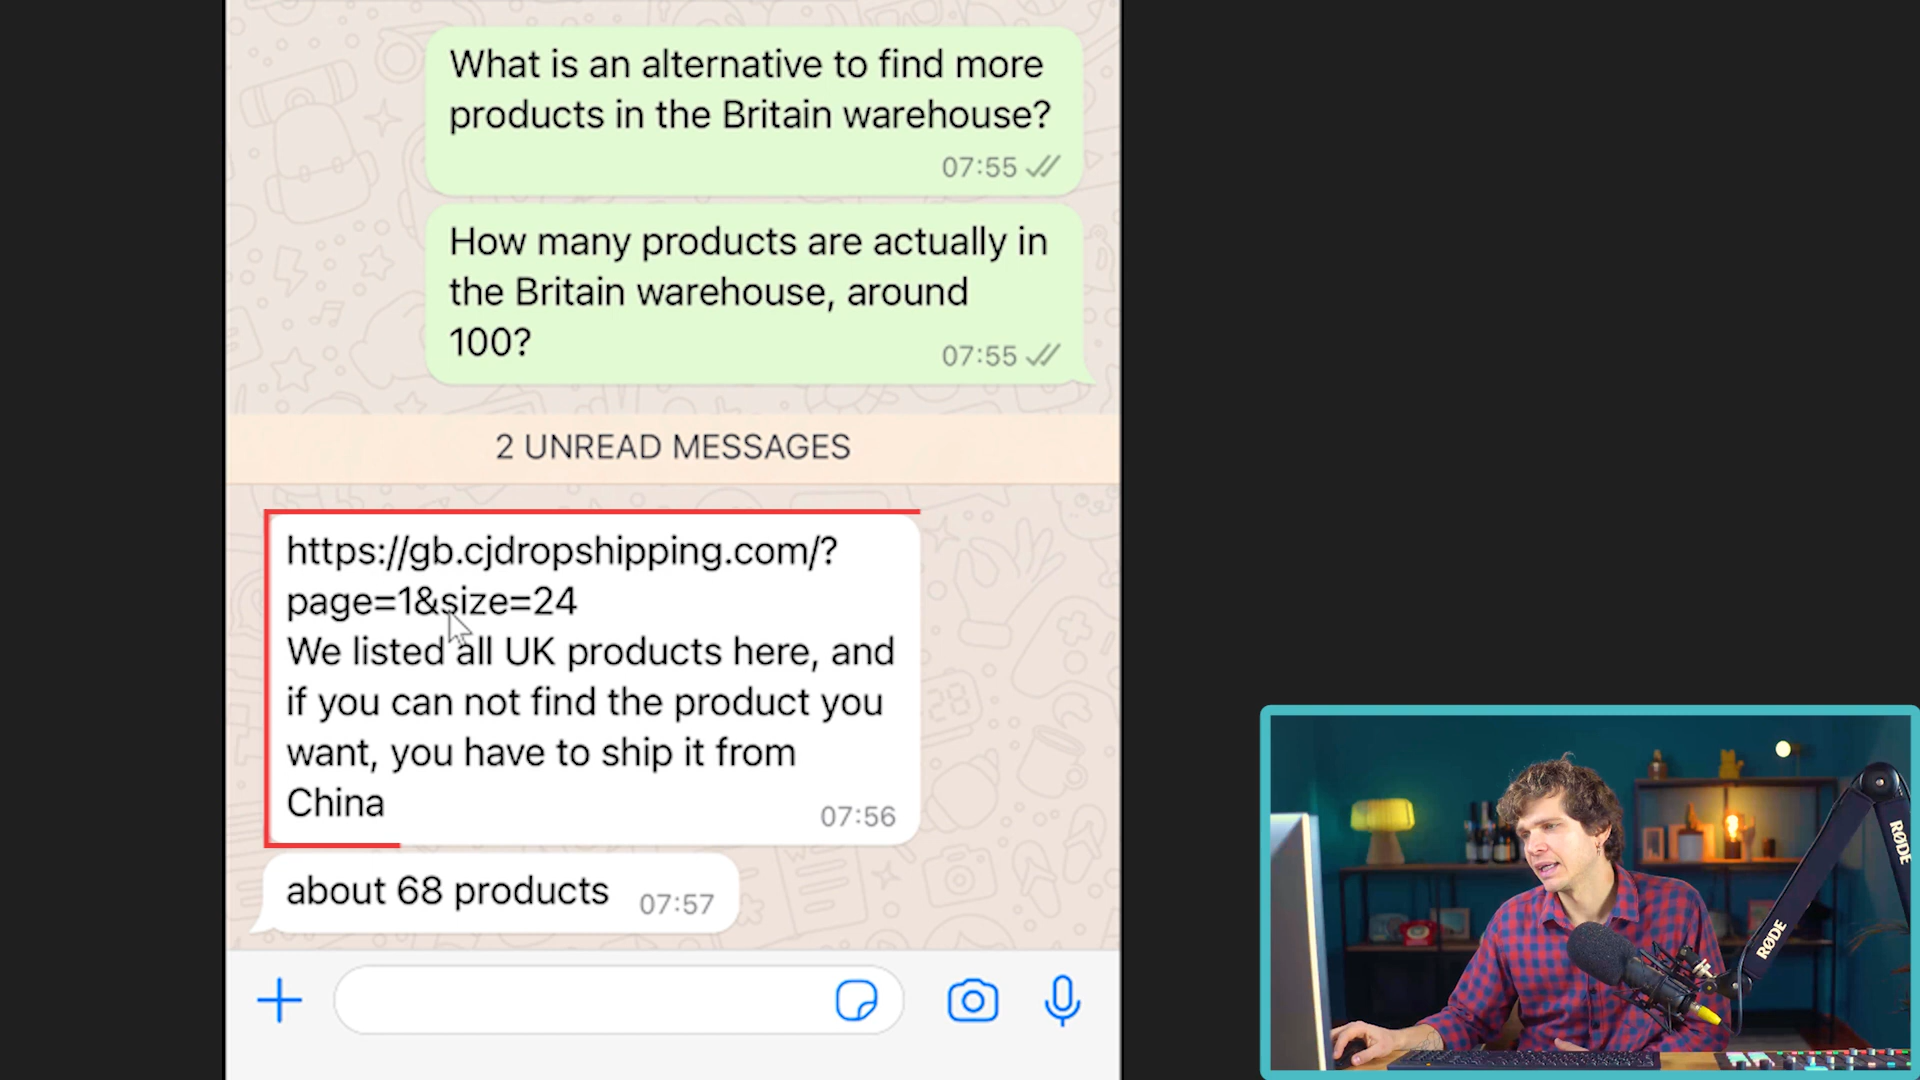 What is an alternative to find more
products in the Britain warehouse?
07:55
How many products are actually in
the Britain warehouse, around
100?
07:55
2 UNREAD MESSAGES
https://gb.cjdropshipping.com/?
page=1&size=24
We listed all UK products here, and
if you can not find the product you
want, you have to ship it from
China
07:56
about 68 products
07:57
RØDE
RØDE